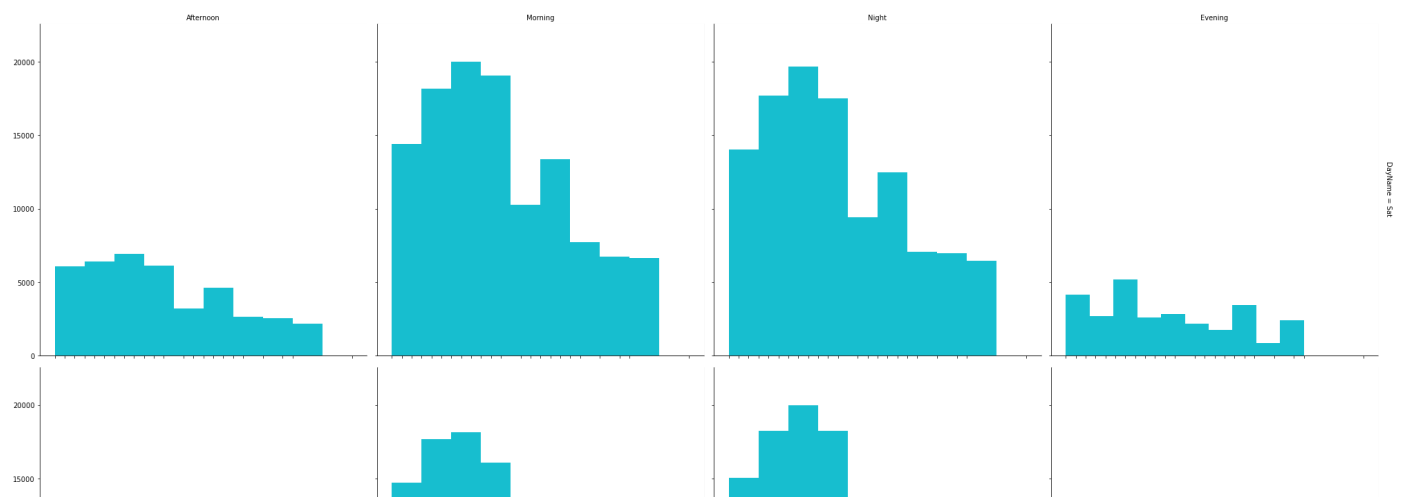 Afternoon
Morning
Night
Evening
20000
15000
10000
5000
0
DayName = Sat
20000
15000